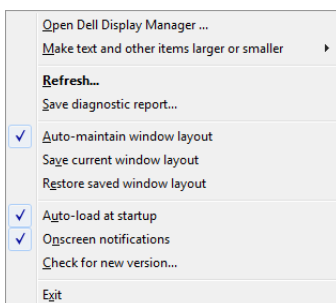 Open Dell Display Manager ...
Make text and other items larger or smaller
Refresh...
Save diagnostic report...
Auto-maintain window layout
Save current window layout
Restore saved window layout
Auto-load at startup
Onscreen notifications
Check for new version...
Exit